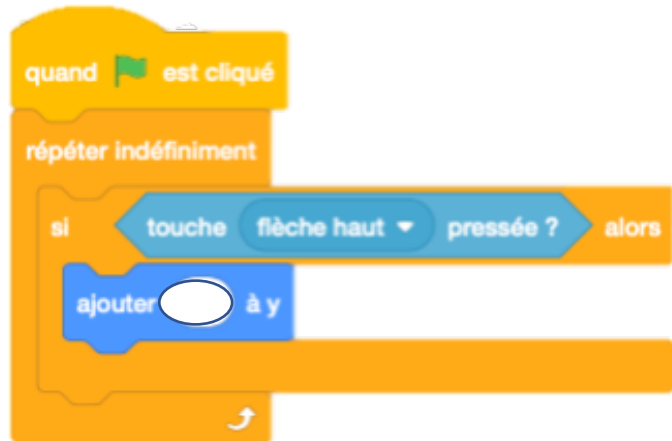 quand est cliqué
répéter indéfiniment
si touche flèche haut pressée ? alors
ajouter à y